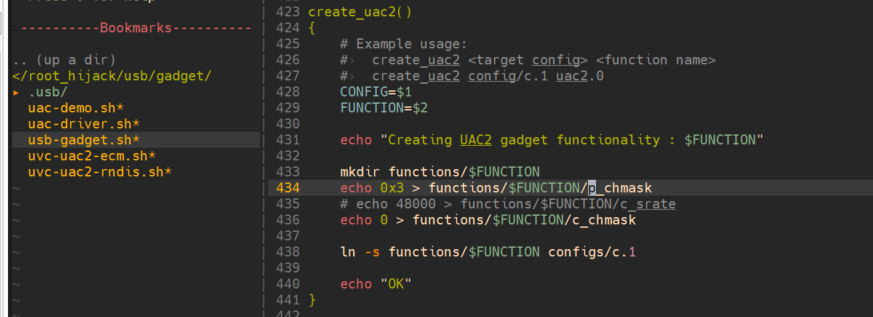 ----------Bookmarks----------
.. (up a dir)
</root_hijack/usb/gadget/
▸ .usb/
uac-demo.sh*
uac-driver.sh*
usb-gadget.sh*
uvc-uac2-ecm.sh*
uvc-uac2-rndis.sh*
~
~
~
~
~
~
~
~
423 create_uac2()
424 {
425     # Example usage:
426     #›  create_uac2 <target config> <function name>
427     #›  create_uac2 config/c.1 uac2.0
428     CONFIG=$1
429     FUNCTION=$2
430
431     echo "Creating UAC2 gadget functionality : $FUNCTION"
432
433     mkdir functions/$FUNCTION
434     echo 0x3 > functions/$FUNCTION/p_chmask
435     # echo 48000 > functions/$FUNCTION/c_srate
436     echo 0 > functions/$FUNCTION/c_chmask
437
438     ln -s functions/$FUNCTION configs/c.1
439
440     echo "OK"
441 }
442